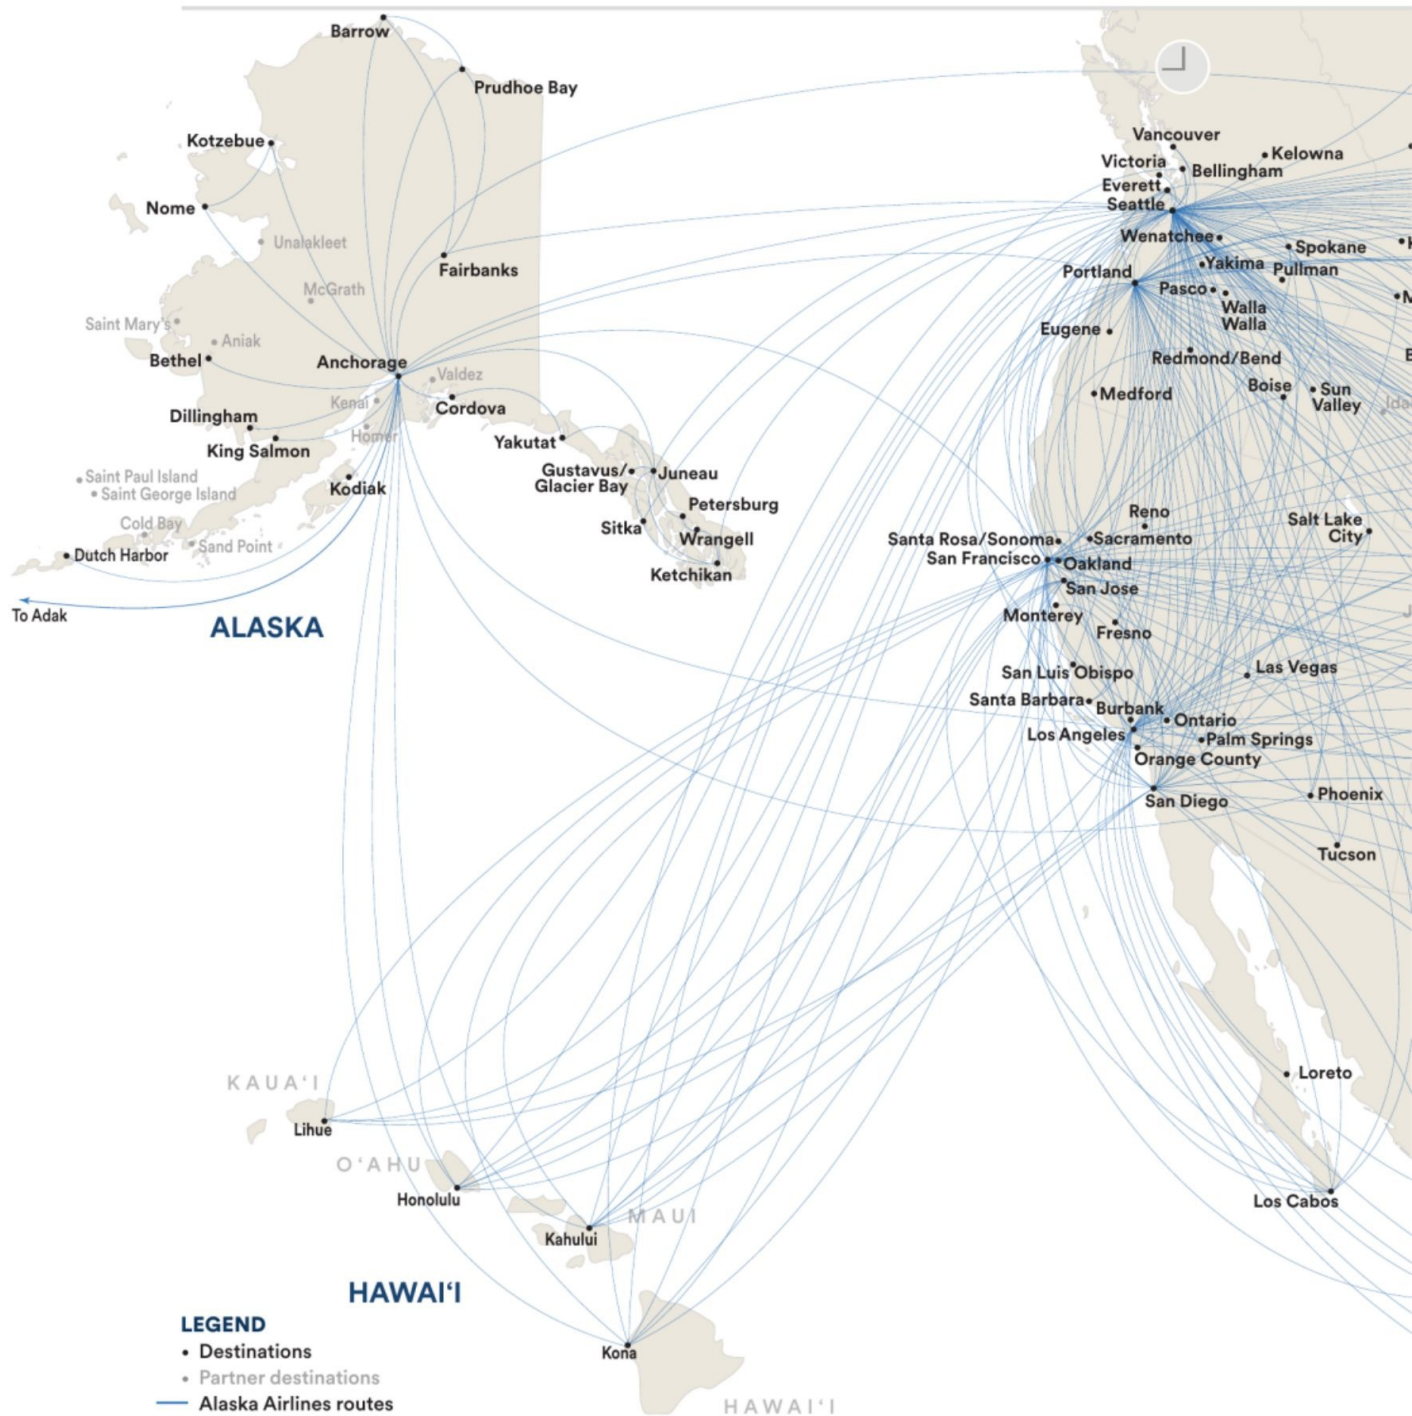 Barrow
Prudhoe Bay
Kotzebue
Nome
Unalakleet
Fairbanks
McGrath
Saint Mary's
Aniak
Bethel
Anchorage
Valdez
Kenai
Cordova
Dillingham
Homer
King Salmon
Yakutat
Saint Paul Island
Saint George Island
Kodiak
Gustavus/
Glacier Bay
Juneau
Petersburg
Cold Bay
Sitka
Wrangell
Sand Point
Dutch Harbor
Ketchikan
To Adak
ALASKA
Vancouver
Victoria
Kelowna
Bellingham
Everett
Seattle
Wenatchee
Spokane
Yakima
Portland
Pullman
Pasco
Walla
Walla
Eugene
Redmond/Bend
Boise
Sun
Valley
Medford
Reno
Salt Lake
City
Santa Rosa/Sonoma
Sacramento
San Francisco
Oakland
San Jose
Monterey
Fresno
San Luis Obispo
Las Vegas
Santa Barbara
Burbank
Ontario
Los Angeles
Palm Springs
Orange County
San Diego
Phoenix
Tucson
Loreto
Los Cabos
KAUA‘I
Lihue
O‘AHU
Honolulu
MAUI
Kahului
HAWAI‘I
Kona
HAWAI‘I
LEGEND
Destinations
Partner destinations
Alaska Airlines routes